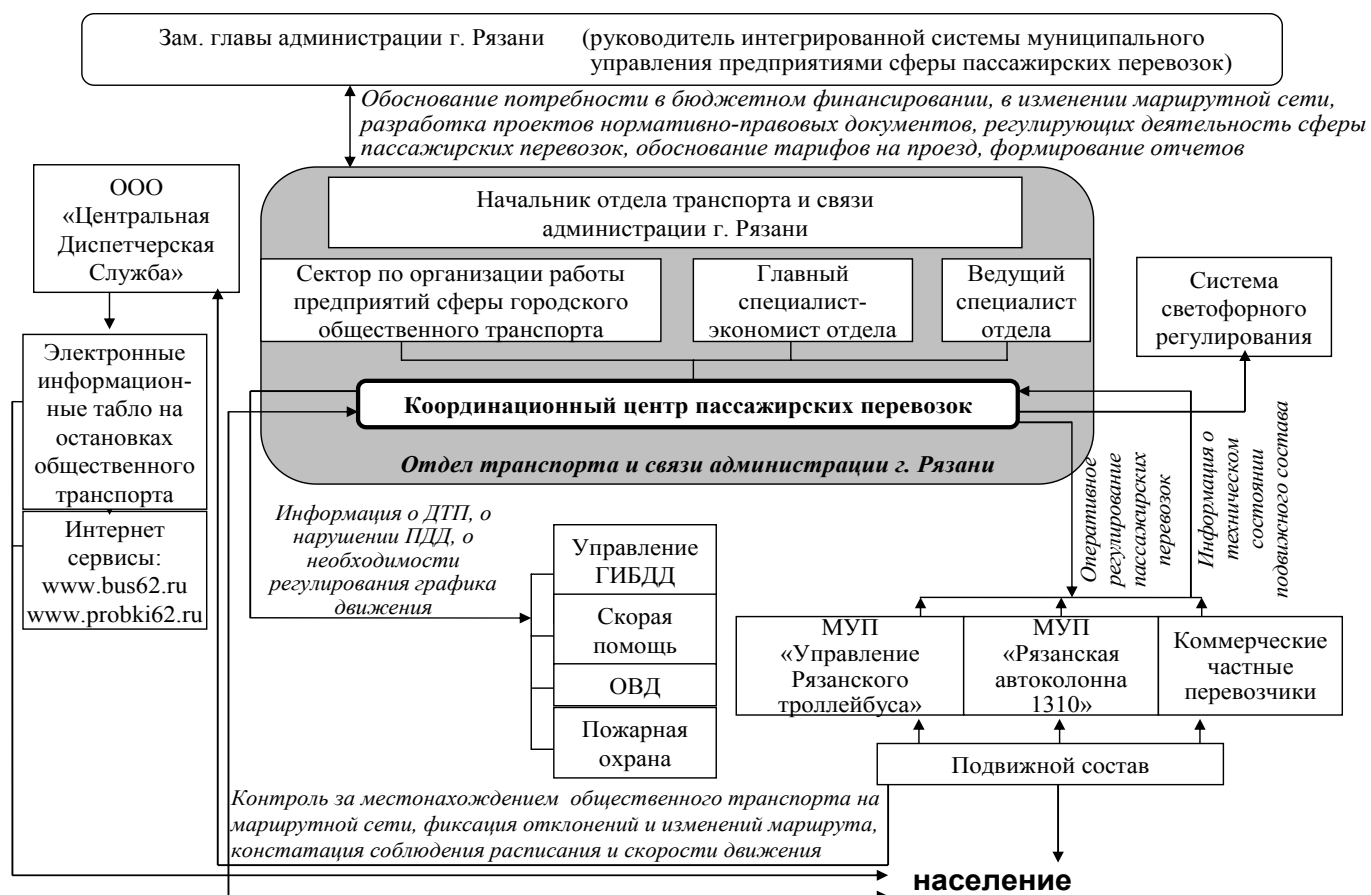 Зам. главы администрации г. Рязани (руководитель интегрированной системы муниципального
управления предприятиями сферы пассажирских перевозок)
Обоснование потребности в бюджетном финансировании, в изменении маршрутной сети,
разработка проектов нормативно-правовых документов, регулирующих деятельность сферы
пассажирских перевозок, обоснование тарифов на проезд, формирование отчетов
ООО
«Центральная
Диспетчерская
Служба»
Начальник отдела транспорта и связи
администрации г. Рязани
Сектор по организации работы
предприятий сферы городского
общественного транспорта
Главный
специалист-
экономист отдела
Ведущий
специалист
отдела
Система
светофорного
регулирования
Электронные
информацион-
ные табло на
остановках
общественного
транспорта
Координационный центр пассажирских перевозок
Отдел транспорта и связи администрации г. Рязани
Интернет
сервисы:
www.bus62.ru
www.probki62.ru
Информация о ДТП, о
нарушении ПДД, о
необходимости
регулирования графика
движения
Управление
ГИБДД
Скорая
помощь
ОВД
Пожарная
охрана
Оперативное
регулирование
пассажирских
перевозок
Информация о
техническом
состоянии
подвижного состава
МУП
«Управление
Рязанского
троллейбуса»
МУП
«Рязанская
автоколонна
1310»
Коммерческие
частные
перевозчики
Подвижной состав
Контроль за местонахождением общественного транспорта на
маршрутной сети, фиксация отклонений и изменений маршрута,
констатация соблюдения расписания и скорости движения
население